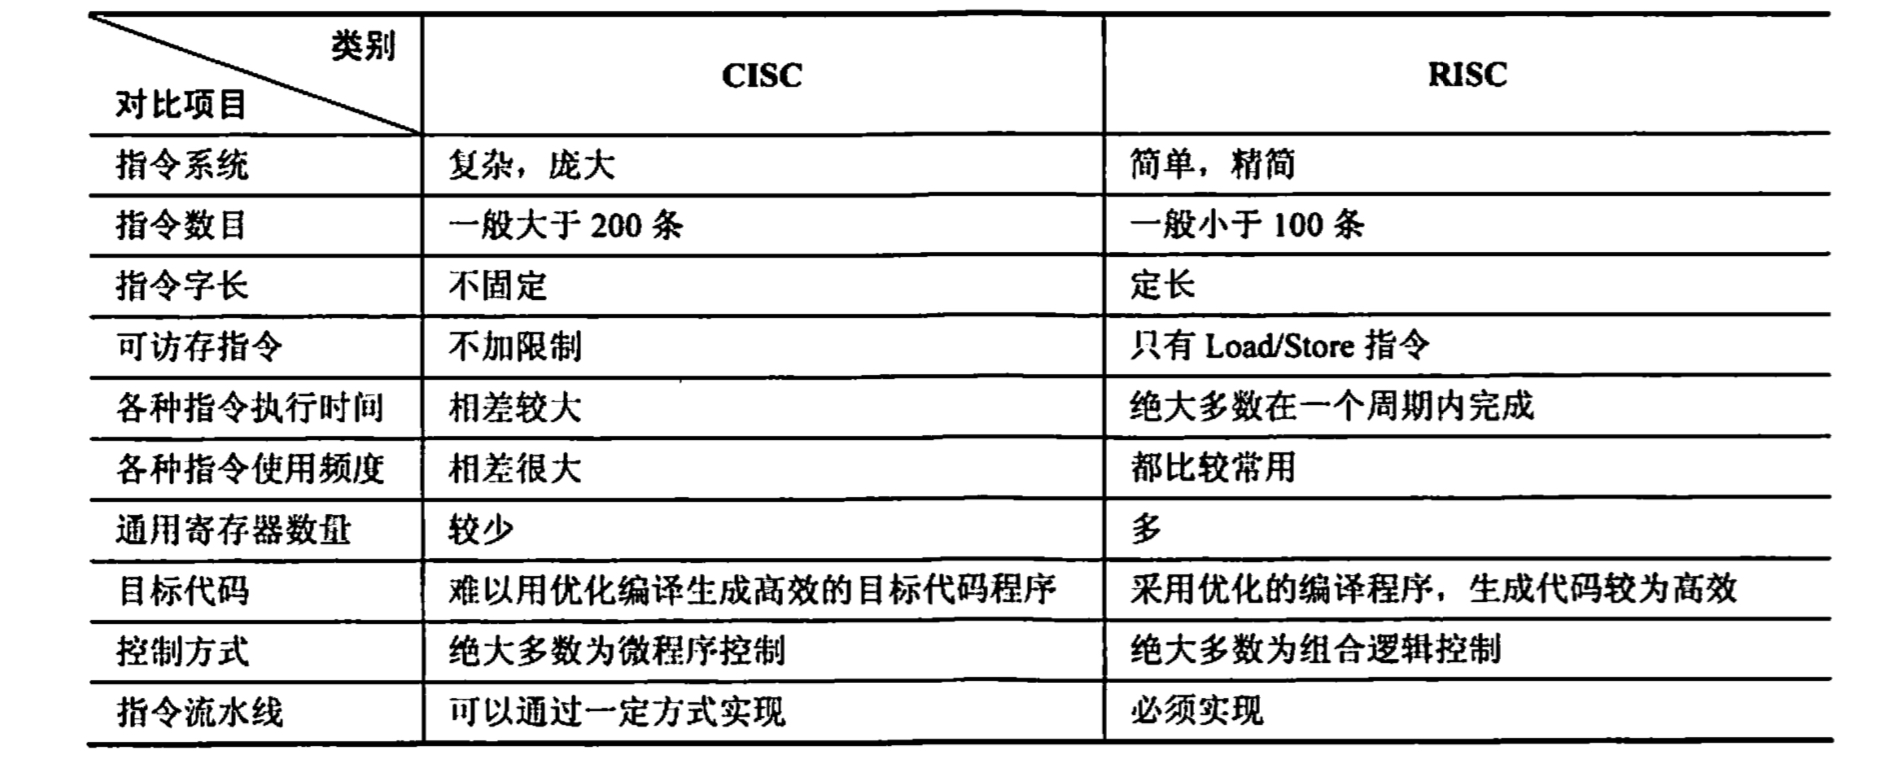 类别 CISC RISC
对比项目
指令系统 复杂，庞大 简单，精简
指令数目 一般大于 200 条 一般小于 100 条
指令字长 不固定 定长
可访存指令 不加限制 只有 Load/Store 指令
各种指令执行时间 相差较大 绝大多数在一个周期内完成
各种指令使用频度 相差很大 都比较常用
通用寄存器数量 较少 多
目标代码 难以用优化编译生成高效的目标代码程序 采用优化的编译程序，生成代码较为高效
控制方式 绝大多数为微程序控制 绝大多数为组合逻辑控制
指令流水线 可以通过一定方式实现 必须实现